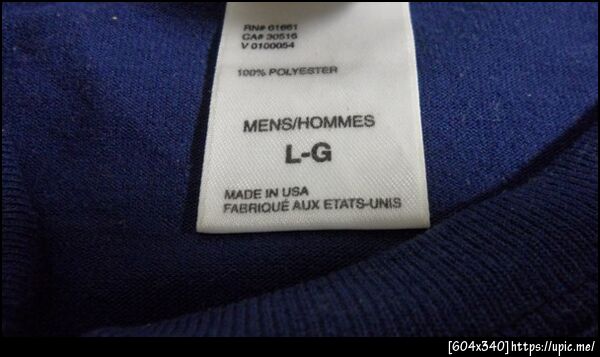 RN# 61661
CA# 30516
V 0100054
100% POLYESTER
MENS/HOMMES
L-G
MADE IN USA
FABRIQUÉ AUX ETATS-UNIS
[604x340]https://upic.me/